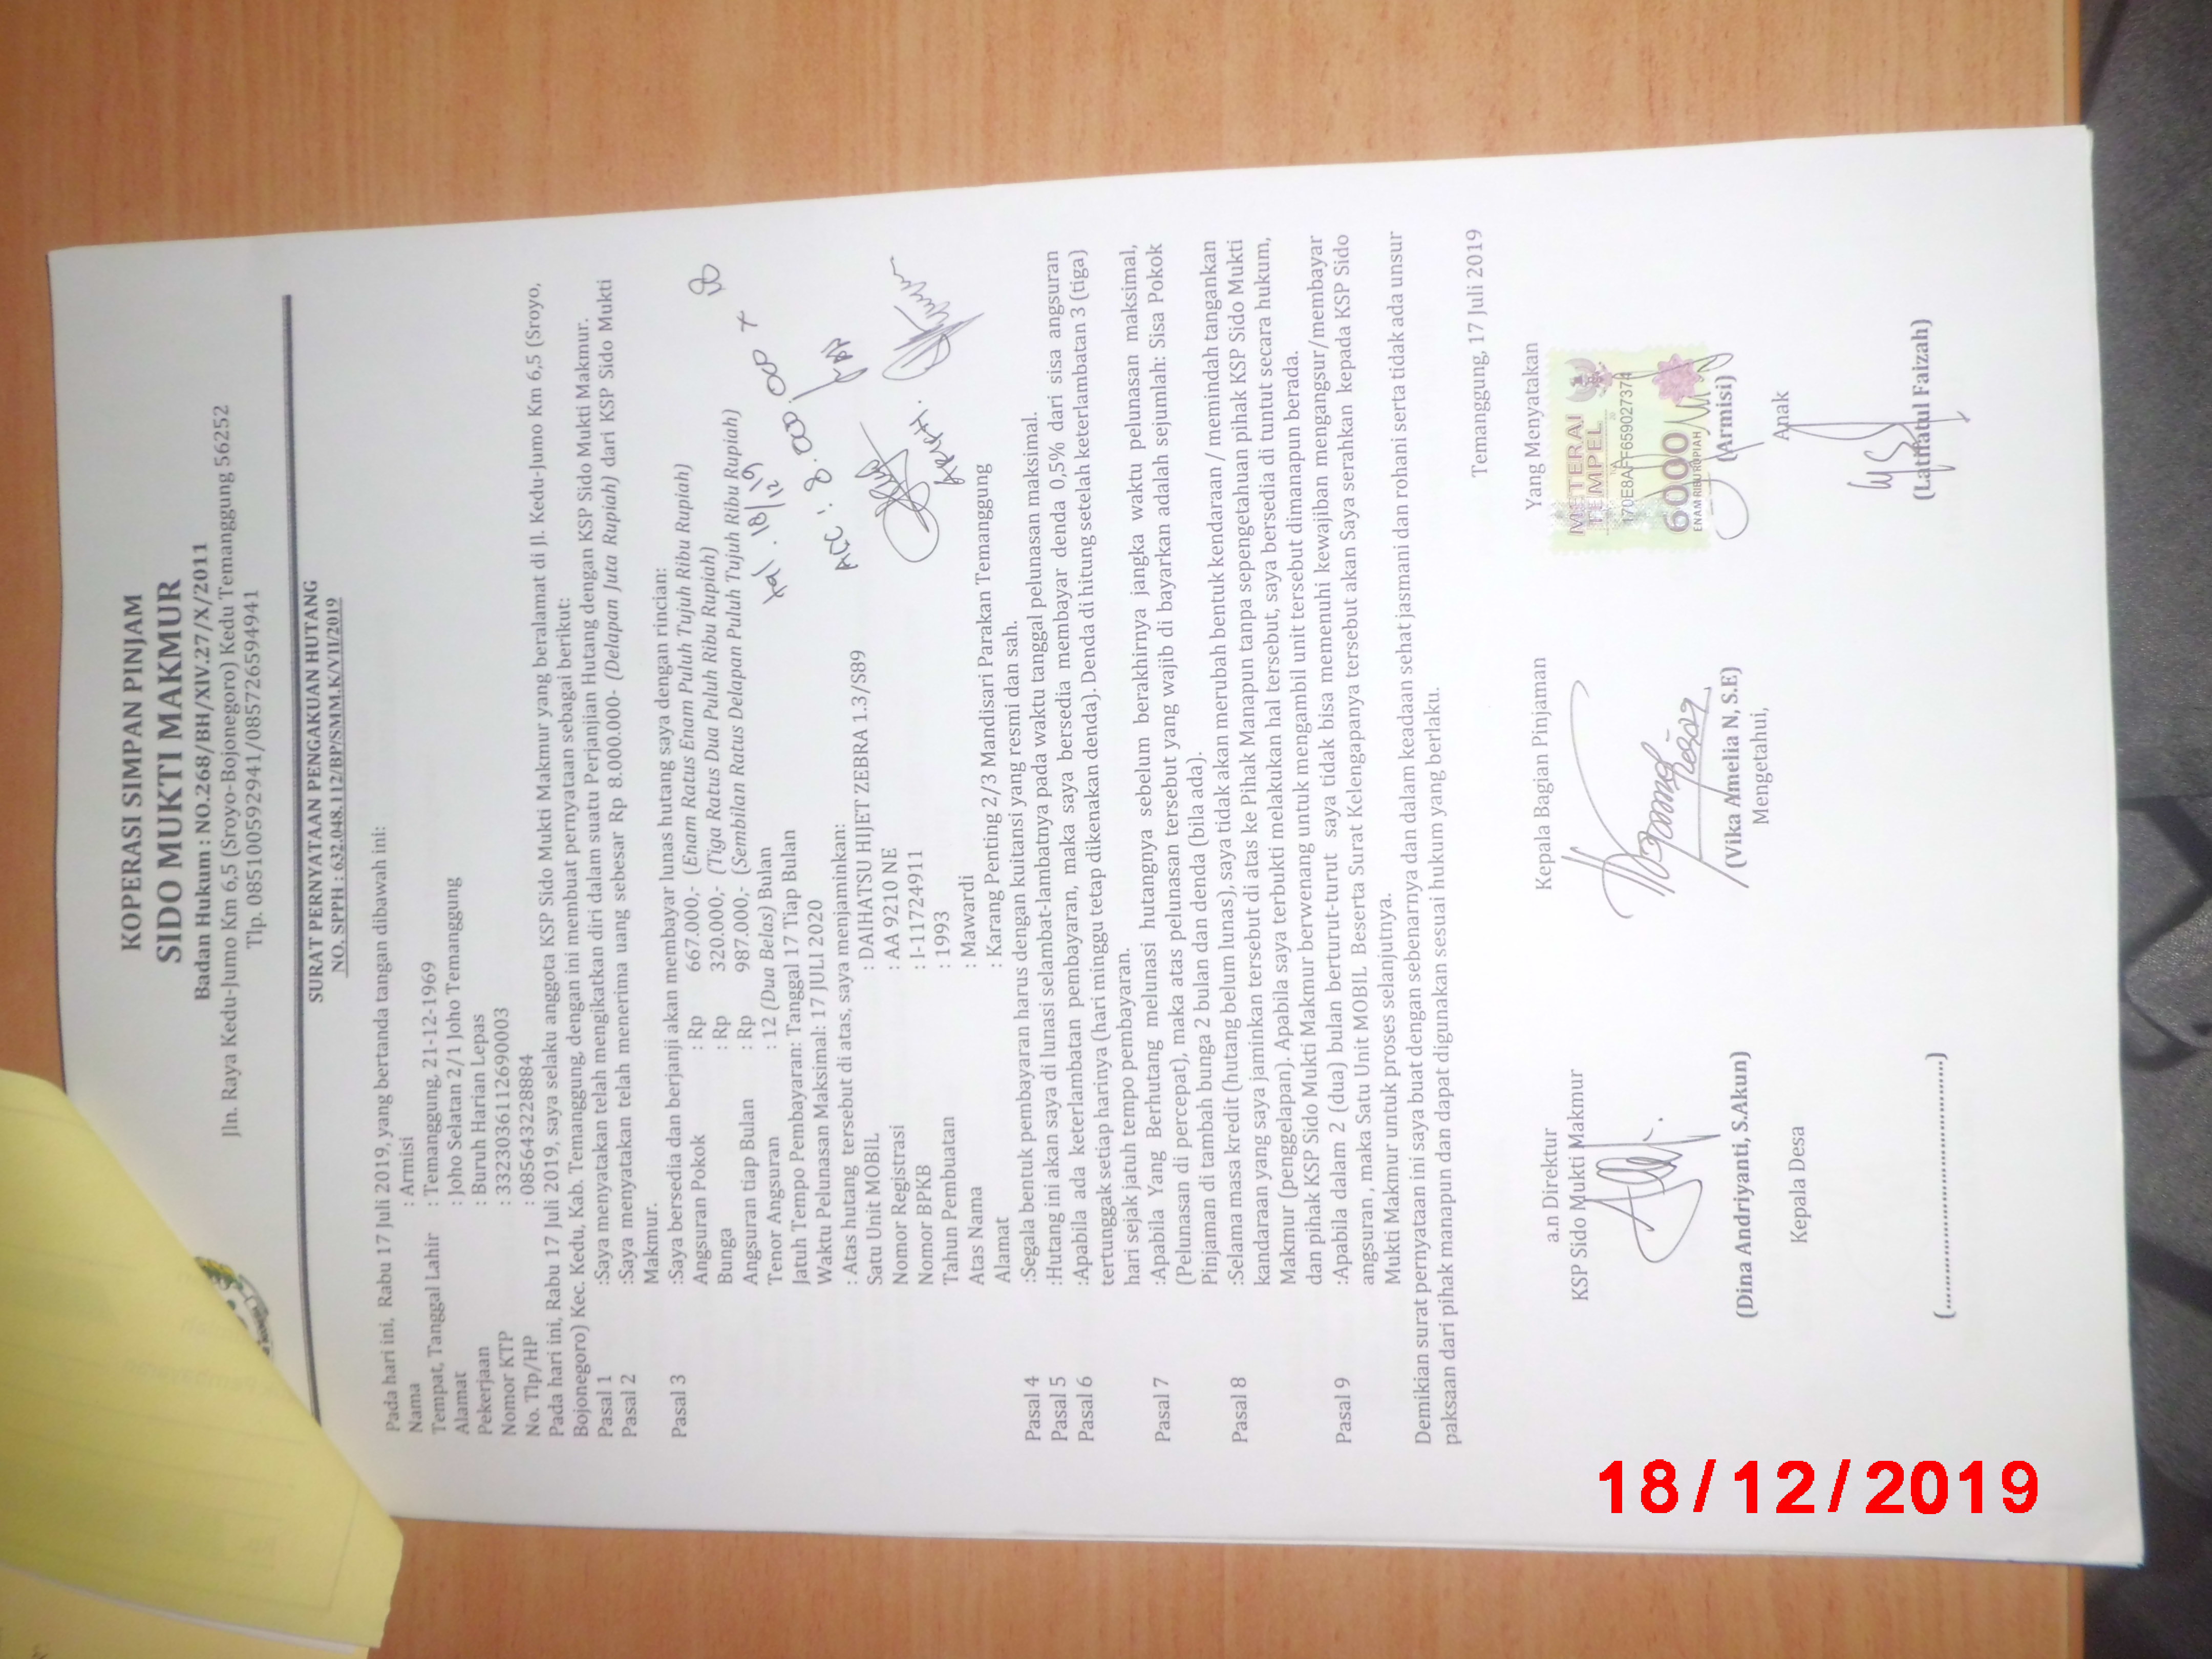 KOPERASI SIMPAN PINJAM
SIDO MUKTI MAKMUR
Badan Hukum : NO.268/BH/XIV.27/X/2011
Jln. Raya Kedu-Jumo Km 6,5 (Sroyo-Bojonegoro) Kedu Temanggung 56252
Tlp. 085100592941/085726594941
SURAT PERNYATAAN PENGAKUAN HUTANG
NO. SPPH : 632.048.112/BP/SMM.K/VII/2019
Pada hari ini, Rabu 17 Juli 2019, yang bertanda tangan dibawah ini:
Nama : Armisi
Tempat, Tanggal Lahir : Temanggung, 21-12-1969
Alamat : Joho Selatan 2/1 Joho Temanggung
Pekerjaan : Buruh Harian Lepas
Nomor KTP : 3323036112690003
No. Tlp/HP : 085643228884
Pada hari ini, Rabu 17 Juli 2019, saya selaku anggota KSP Sido Mukti Makmur yang beralamat di Jl. Kedu-Jumo Km 6,5 (Sroyo,
Bojonegoro) Kec. Kedu, Kab. Temanggung, dengan ini membuat pernyataan sebagai berikut:
Pasal 1 :Saya menyatakan telah mengikatkan diri dalam suatu Perjanjian Hutang dengan KSP Sido Mukti Makmur.
Pasal 2 :Saya menyatakan telah menerima uang sebesar Rp 8.000.000- (Delapan Juta Rupiah) dari KSP Sido Mukti
Makmur.
Pasal 3 :Saya bersedia dan berjanji akan membayar lunas hutang saya dengan rincian:
Angsuran Pokok : Rp 667.000,- (Enam Ratus Enam Puluh Tujuh Ribu Rupiah)
Bunga : Rp 320.000,- (Tiga Ratus Dua Puluh Ribu Rupiah)
Angsuran tiap Bulan : Rp 987.000,- (Sembilan Ratus Delapan Puluh Tujuh Ribu Rupiah)
Tenor Angsuran : 12 (Dua Belas) Bulan
tgl. 18/12 19
Jatuh Tempo Pembayaran: Tanggal 17 Tiap Bulan
Waktu Pelunasan Maksimal: 17 JULI 2020
ACC : 8.000.000
: Atas hutang tersebut di atas, saya menjaminkan:
Satu Unit MOBIL : DAIHATSU HIJET ZEBRA 1.3/S89
Nomor Registrasi : AA 9210 NE
Nomor BPKB : I-11724911
Tahun Pembuatan : 1993
Atas Nama : Mawardi
Alamat : Karang Penting 2/3 Mandisari Parakan Temanggung
Pasal 4 :Segala bentuk pembayaran harus dengan kuitansi yang resmi dan sah.
Pasal 5 :Hutang ini akan saya di lunasi selambat-lambatnya pada waktu tanggal pelunasan maksimal.
Pasal 6 :Apabila ada keterlambatan pembayaran, maka saya bersedia membayar denda 0,5% dari sisa angsuran
tertunggak setiap harinya (hari minggu tetap dikenakan denda). Denda di hitung setelah keterlambatan 3 (tiga)
hari sejak jatuh tempo pembayaran.
Pasal 7 :Apabila Yang Berhutang melunasi hutangnya sebelum berakhirnya jangka waktu pelunasan maksimal,
(Pelunasan di percepat), maka atas pelunasan tersebut yang wajib di bayarkan adalah sejumlah: Sisa Pokok
Pinjaman di tambah bunga 2 bulan dan denda (bila ada).
Pasal 8 :Selama masa kredit (hutang belum lunas), saya tidak akan merubah bentuk kendaraan / memindah tangankan
kandaraan yang saya jaminkan tersebut di atas ke Pihak Manapun tanpa sepengetahuan pihak KSP Sido Mukti
Makmur (penggelapan). Apabila saya terbukti melakukan hal tersebut, saya bersedia di tuntut secara hukum,
dan pihak KSP Sido Mukti Makmur berwenang untuk mengambil unit tersebut dimanapun berada.
Pasal 9 :Apabila dalam 2 (dua) bulan berturut-turut saya tidak bisa memenuhi kewajiban mengangsur/membayar
angsuran , maka Satu Unit MOBIL Beserta Surat Kelengapanya tersebut akan Saya serahkan kepada KSP Sido
Mukti Makmur untuk proses selanjutnya.
Demikian surat pernyataan ini saya buat dengan sebenarnya dan dalam keadaan sehat jasmani dan rohani serta tidak ada unsur
paksaan dari pihak manapun dan dapat digunakan sesuai hukum yang berlaku.
Temanggung, 17 Juli 2019
a.n Direktur
KSP Sido Mukti Makmur
Kepala Bagian Pinjaman
Yang Menyatakan
METERAI
TEMPEL
170E8AFF659027374
6000
ENAM RIBU RUPIAH
(Dina Andriyanti, S.Akun)
(Vika Amelia N, S.E)
(Armisi)
Mengetahui,
Kepala Desa
Anak
(....................................................)
(Latifatul Faizah)
18/12/2019